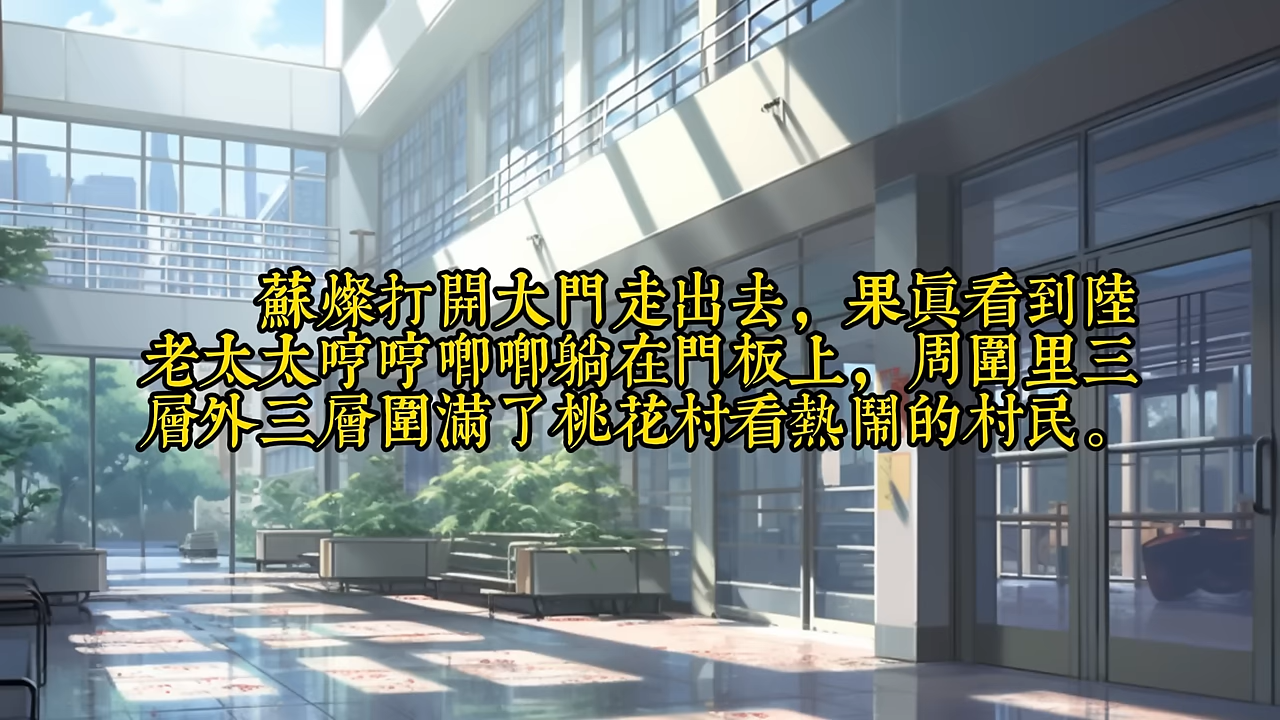 蘇燦打開大門走出去，果眞看到陸
老太太哼哼唧唧躺在門板上，周圍里三
層外三層圍滿了桃花村看熱鬧的村民。